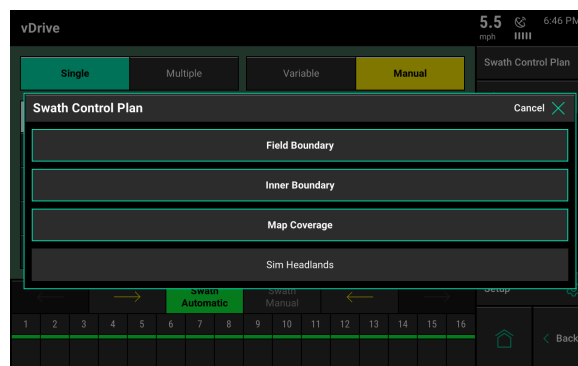 vDrive
5.5
mph
6:46 PM
Swath Control Plan
Single
Multiple
Variable
Manual
Swath Control Plan
Cancel
Field Boundary
Inner Boundary
Map Coverage
Sim Headlands
Swath
Automatic
Swath
Manual
Setup
1 2 3 4 5 6 7 8 9 10 11 12 13 14 15 16
Back